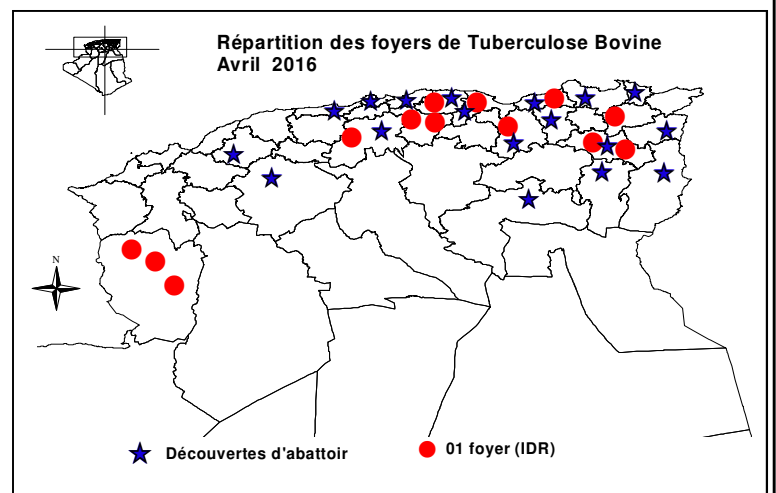 Répartition des foyers de Tuberculose Bovine
Avril 2016
N
Découvertes d'abattoir
01 foyer (IDR)